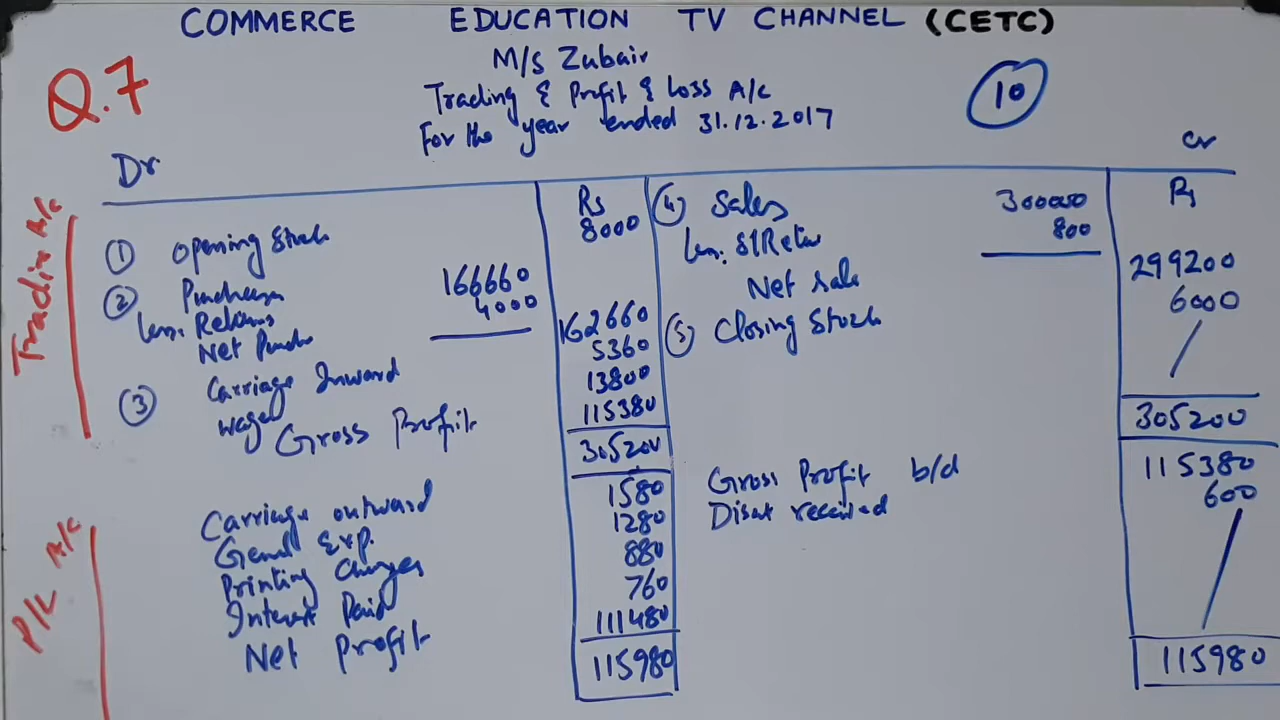 COMMERCE EDUCATION TV CHANNEL (CETC)
Q.7
M/S Zubair
Trading & Profit & Loss A/c
10
For the year ended 31.12.2017
Dr
cr
Trading A/c
Rs
Rs
① Opening Stock 8000
④ Sales 300000
Less: S/Return 800
Net Sale 299200
② Purchases 166660
Less: Returns 4000
Net Purchs 162660
⑤ Closing Stock 6000
③ Carriage Inward 5360
wages 13800
Gross Profit 115380
305200
305200
P/L A/c
Carriage outward 1580
Genel Exp. 1280
Printing Charges 880
Interest Paid 760
Net Profit 111480
115980
Gross Profit b/d 115380
Disct received 600
115980